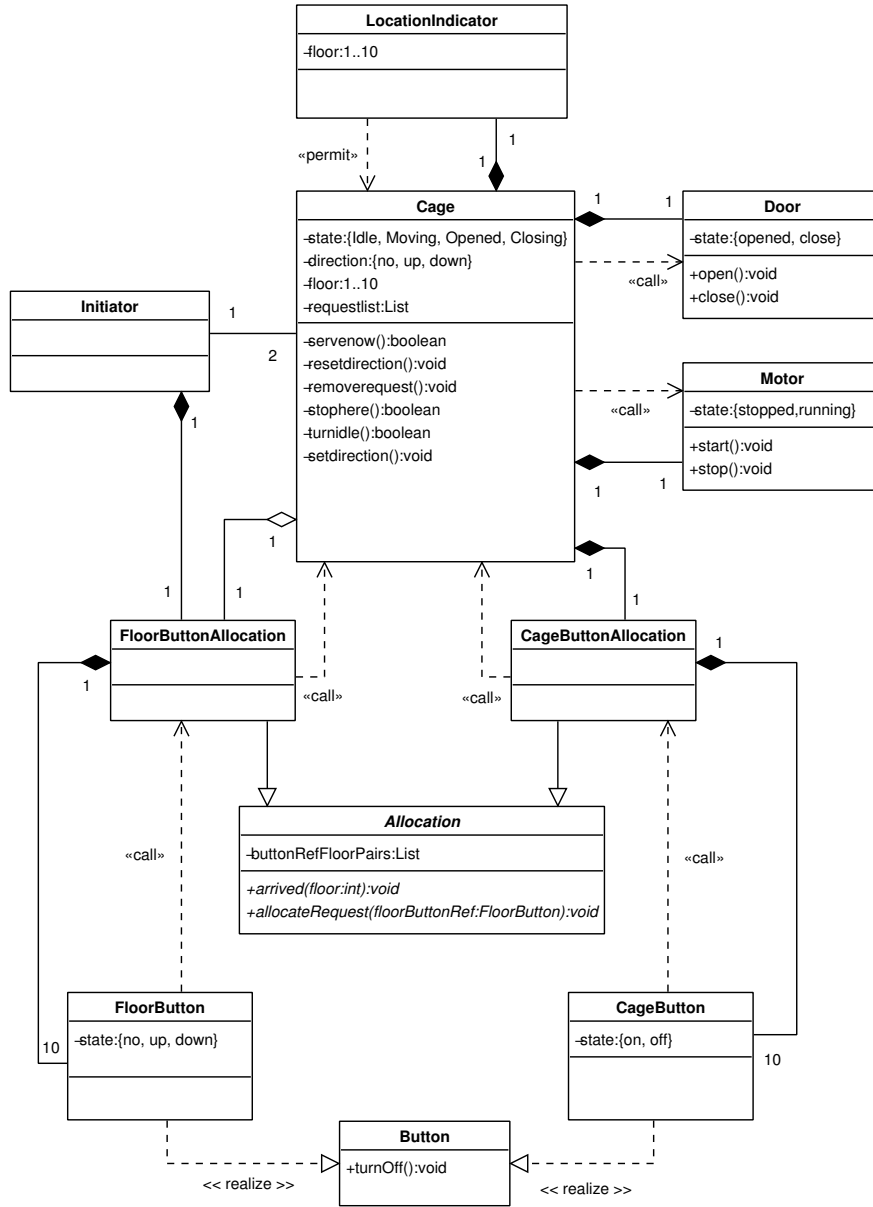 LocationIndicator
-floor:1..10
1
«permit»
1
Cage
-state:{Idle, Moving, Opened, Closing}
-direction:{no, up, down}
-floor:1..10
-requestlist:List
-servenow():boolean
-resetdirection():void
-removerequest():void
-stophere():boolean
-turnidle():boolean
-setdirection():void
1
1
Door
-state:{opened, close}
+open():void
+close():void
«call»
Initiator
1
2
1
Motor
-state:{stopped,running}
+start():void
+stop():void
«call»
1
1
1
1
1
1
1
FloorButtonAllocation
1
«call»
CageButtonAllocation
1
«call»
Allocation
-buttonRefFloorPairs:List
+arrived(floor:int):void
+allocateRequest(floorButtonRef:FloorButton):void
«call»
«call»
FloorButton
-state:{no, up, down}
10
CageButton
-state:{on, off}
10
Button
+turnOff():void
<< realize >>
<< realize >>